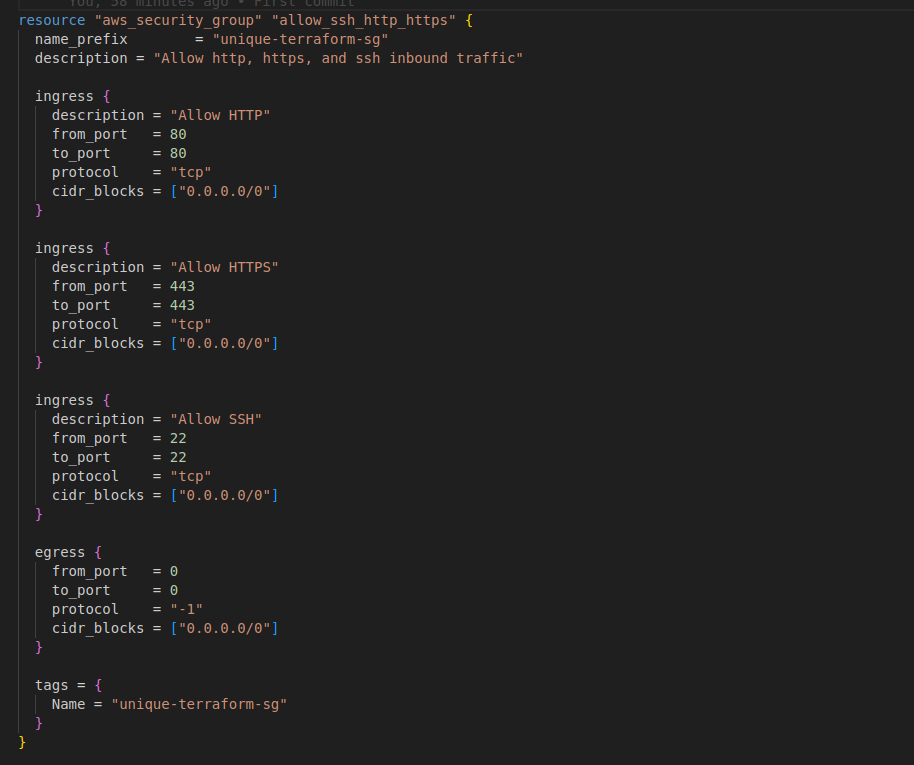 You, 58 minutes ago • First commit
resource "aws_security_group" "allow_ssh_http_https" {
  name_prefix        = "unique-terraform-sg"
  description = "Allow http, https, and ssh inbound traffic"

  ingress {
    description = "Allow HTTP"
    from_port   = 80
    to_port     = 80
    protocol    = "tcp"
    cidr_blocks = ["0.0.0.0/0"]
  }

  ingress {
    description = "Allow HTTPS"
    from_port   = 443
    to_port     = 443
    protocol    = "tcp"
    cidr_blocks = ["0.0.0.0/0"]
  }

  ingress {
    description = "Allow SSH"
    from_port   = 22
    to_port     = 22
    protocol    = "tcp"
    cidr_blocks = ["0.0.0.0/0"]
  }

  egress {
    from_port   = 0
    to_port     = 0
    protocol    = "-1"
    cidr_blocks = ["0.0.0.0/0"]
  }

  tags = {
    Name = "unique-terraform-sg"
  }
}